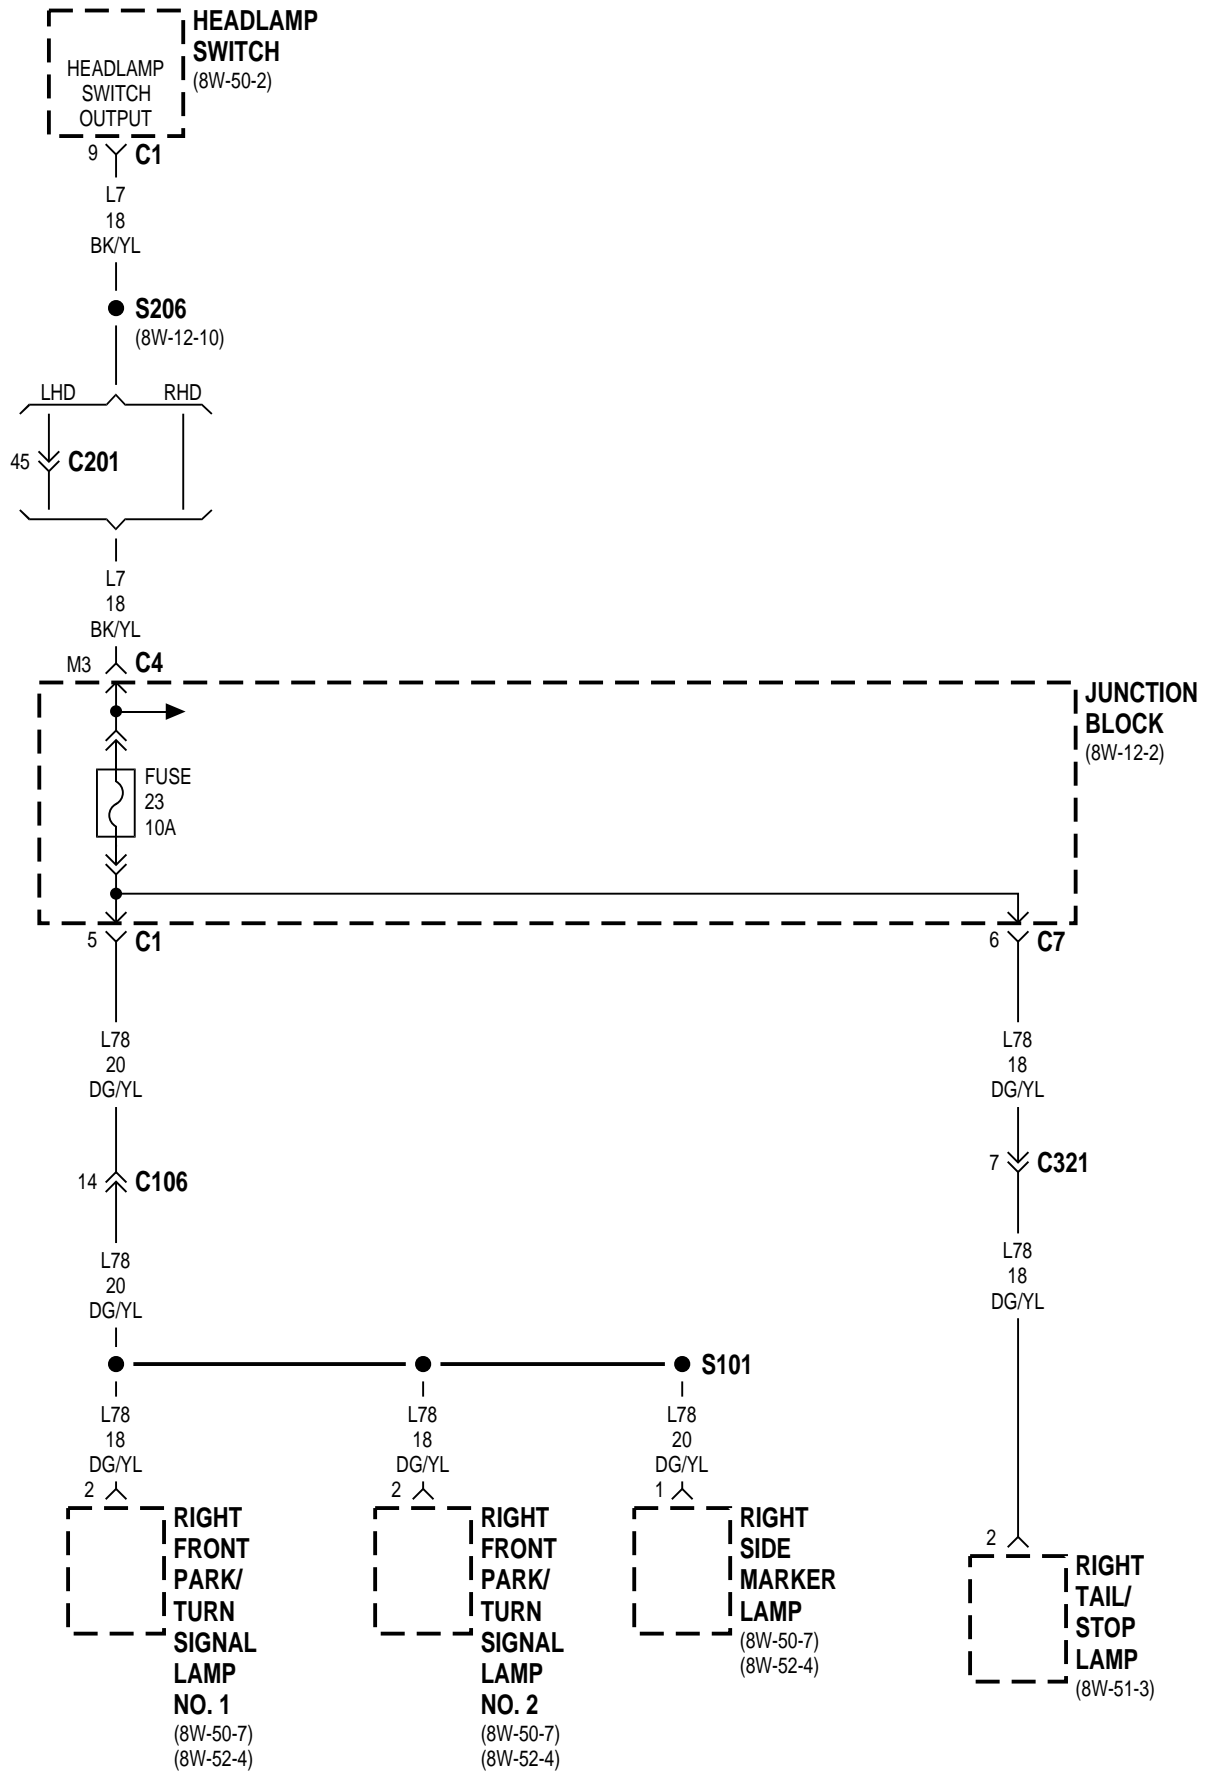 HEADLAMP
SWITCH
(8W-50-2)
HEADLAMP
SWITCH
OUTPUT
9 C1
L7
18
BK/YL
S206
(8W-12-10)
LHD RHD
45 C201
L7
18
BK/YL
M3 C4
JUNCTION
BLOCK
(8W-12-2)
FUSE
23
10A
5 C1
6 C7
L78
20
DG/YL
L78
18
DG/YL
14 C106
7 C321
L78
20
DG/YL
L78
18
DG/YL
S101
L78
18
DG/YL
L78
18
DG/YL
L78
20
DG/YL
2
2
1
2
RIGHT
FRONT
PARK/
TURN
SIGNAL
LAMP
NO. 1
(8W-50-7)
(8W-52-4)
RIGHT
FRONT
PARK/
TURN
SIGNAL
LAMP
NO. 2
(8W-50-7)
(8W-52-4)
RIGHT
SIDE
MARKER
LAMP
(8W-50-7)
(8W-52-4)
RIGHT
TAIL/
STOP
LAMP
(8W-51-3)